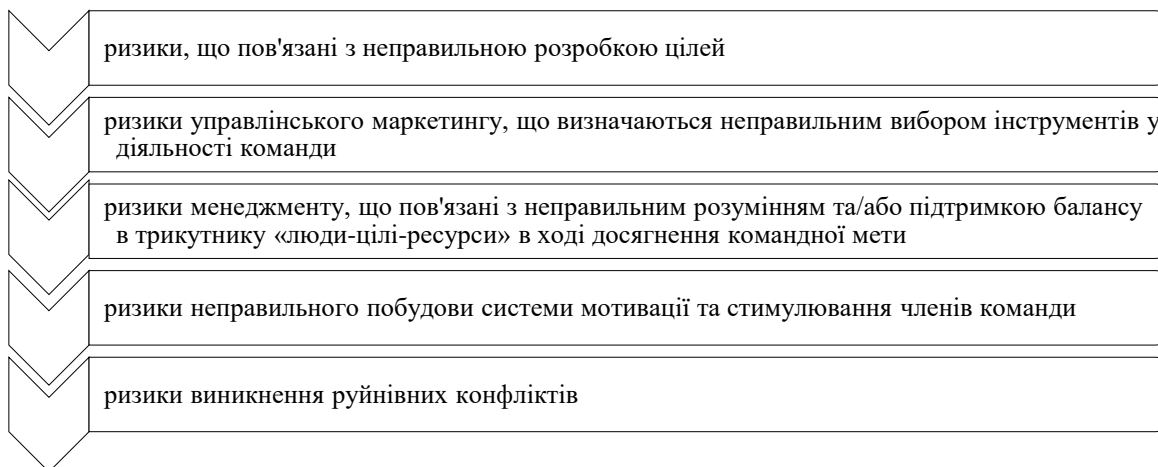 ризики, що пов'язані з неправильною розробкою цілей
ризики управлінського маркетингу, що визначаються неправильним вибором інструментів у
діяльності команди
ризики менеджменту, що пов'язані з неправильним розумінням та/або підтримкою балансу
в трикутнику «люди-цілі-ресурси» в ході досягнення командної мети
ризики неправильного побудови системи мотивації та стимулювання членів команди
ризики виникнення руйнівних конфліктів